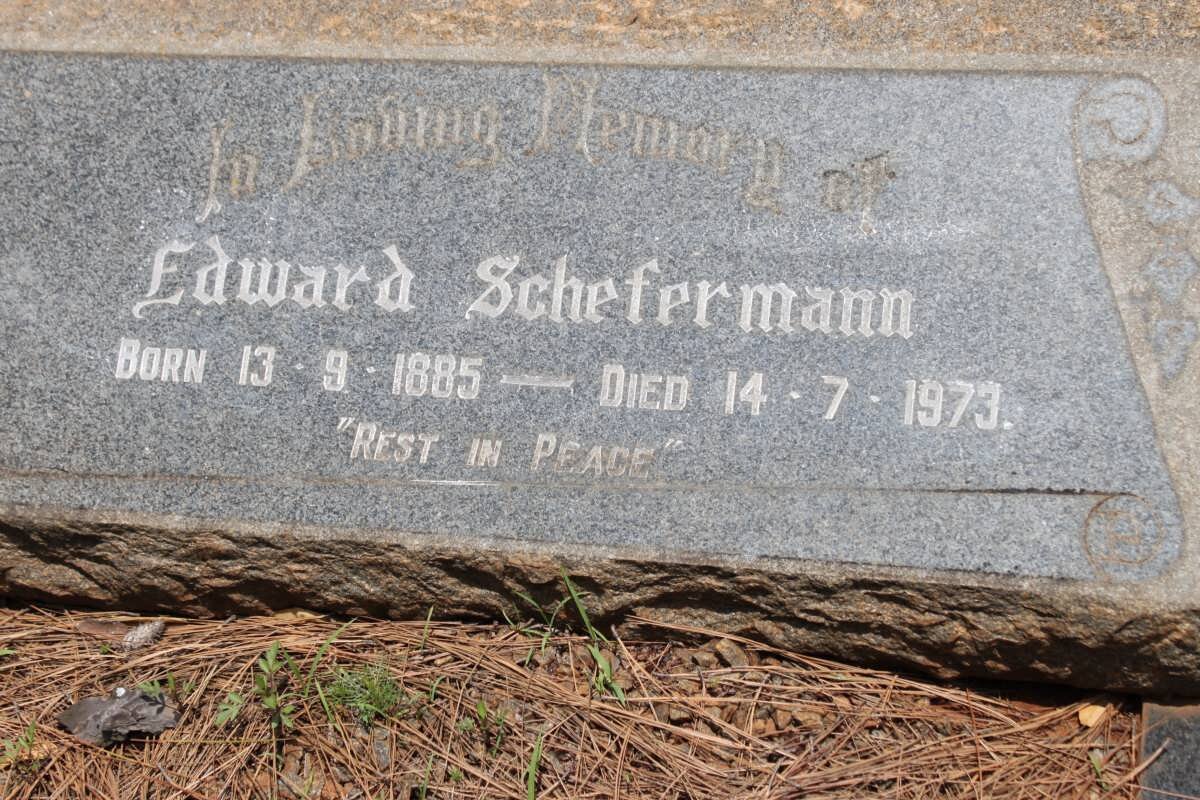 In Loving Memory of
Edward Schefermann
BORN 13·9·1885 — DIED 14·7·1973.
"REST IN PEACE"